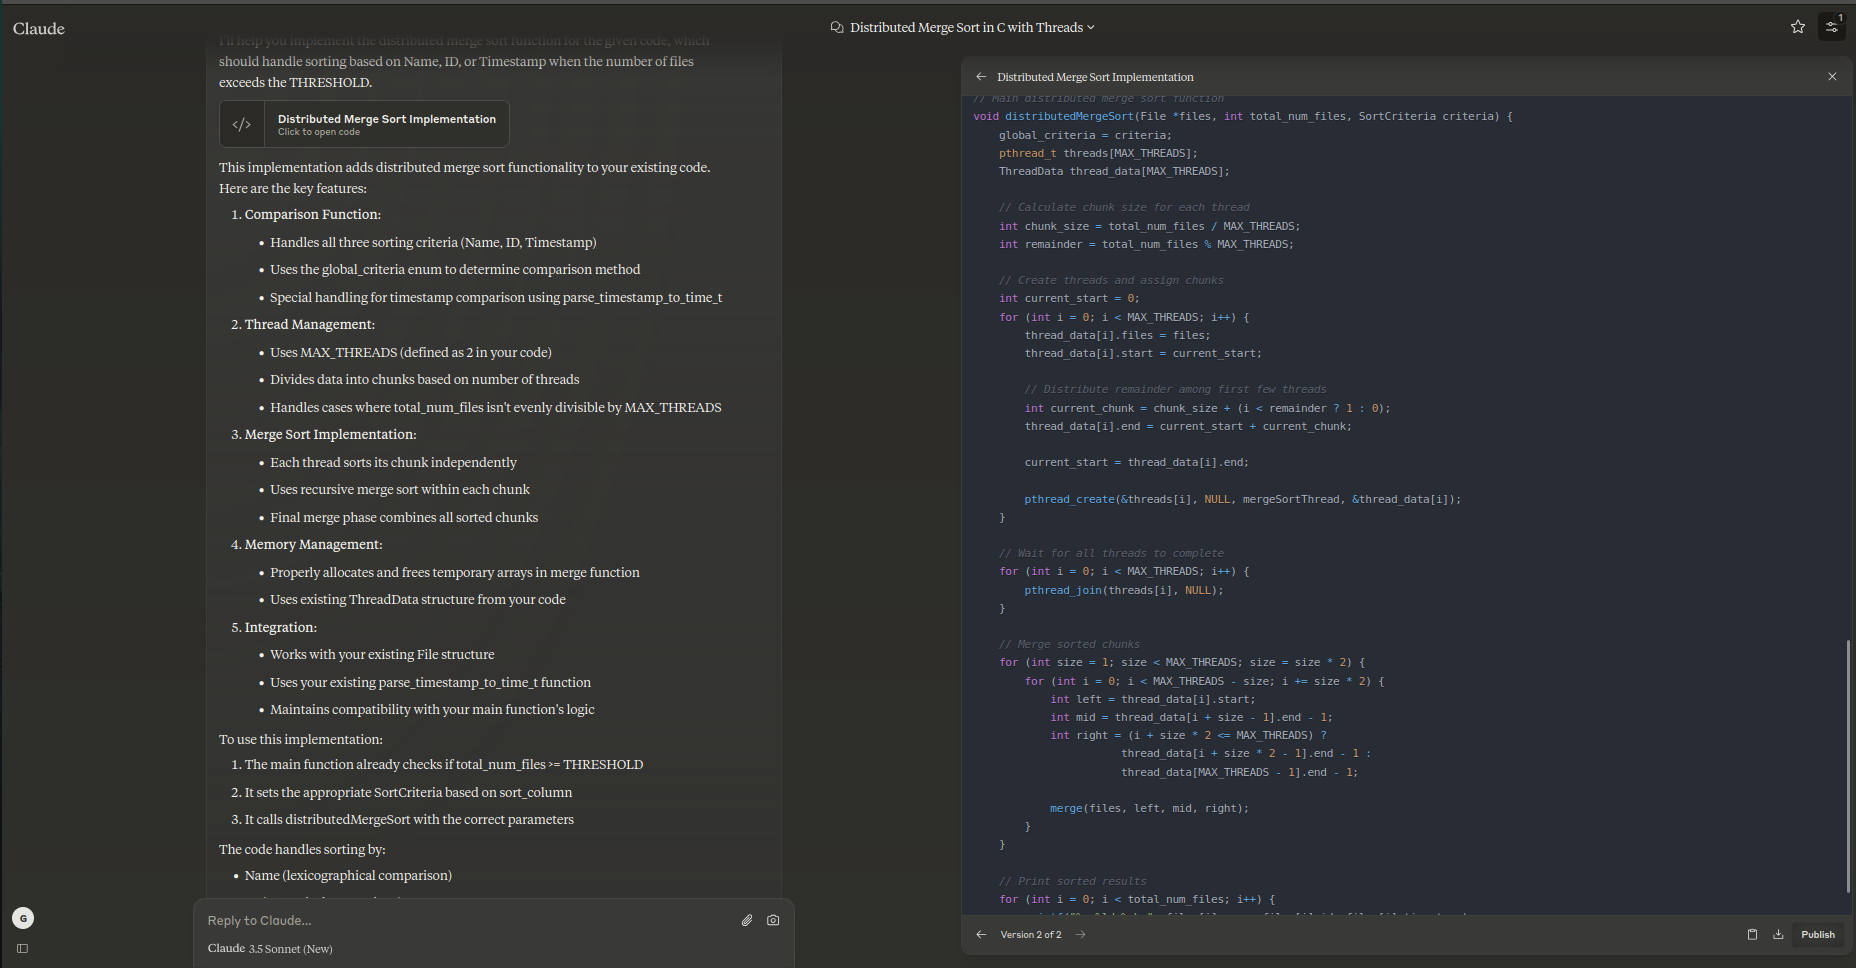 Claude
Distributed Merge Sort in C with Threads
1
I'll help you implement the distributed merge sort function for the given code, which
should handle sorting based on Name, ID, or Timestamp when the number of files
exceeds the THRESHOLD.
</>
Distributed Merge Sort Implementation
Click to open code
This implementation adds distributed merge sort functionality to your existing code.
Here are the key features:
1. Comparison Function:
• Handles all three sorting criteria (Name, ID, Timestamp)
• Uses the global_criteria enum to determine comparison method
• Special handling for timestamp comparison using parse_timestamp_to_time_t
2. Thread Management:
• Uses MAX_THREADS (defined as 2 in your code)
• Divides data into chunks based on number of threads
• Handles cases where total_num_files isn't evenly divisible by MAX_THREADS
3. Merge Sort Implementation:
• Each thread sorts its chunk independently
• Uses recursive merge sort within each chunk
• Final merge phase combines all sorted chunks
4. Memory Management:
• Properly allocates and frees temporary arrays in merge function
• Uses existing ThreadData structure from your code
5. Integration:
• Works with your existing File structure
• Uses your existing parse_timestamp_to_time_t function
• Maintains compatibility with your main function's logic
To use this implementation:
1. The main function already checks if total_num_files >= THRESHOLD
2. It sets the appropriate SortCriteria based on sort_column
3. It calls distributedMergeSort with the correct parameters
The code handles sorting by:
• Name (lexicographical comparison)
G
Reply to Claude...
Claude 3.5 Sonnet (New)
Distributed Merge Sort Implementation
// Main distributed merge sort function
void distributedMergeSort(File *files, int total_num_files, SortCriteria criteria) {
global_criteria = criteria;
pthread_t threads[MAX_THREADS];
ThreadData thread_data[MAX_THREADS];
// Calculate chunk size for each thread
int chunk_size = total_num_files / MAX_THREADS;
int remainder = total_num_files % MAX_THREADS;
// Create threads and assign chunks
int current_start = 0;
for (int i = 0; i < MAX_THREADS; i++) {
thread_data[i].files = files;
thread_data[i].start = current_start;
// Distribute remainder among first few threads
int current_chunk = chunk_size + (i < remainder ? 1 : 0);
thread_data[i].end = current_start + current_chunk;
current_start = thread_data[i].end;
pthread_create(&threads[i], NULL, mergeSortThread, &thread_data[i]);
}
// Wait for all threads to complete
for (int i = 0; i < MAX_THREADS; i++) {
pthread_join(threads[i], NULL);
}
// Merge sorted chunks
for (int size = 1; size < MAX_THREADS; size = size * 2) {
for (int i = 0; i < MAX_THREADS - size; i += size * 2) {
int left = thread_data[i].start;
int mid = thread_data[i + size - 1].end - 1;
int right = (i + size * 2 <= MAX_THREADS) ?
thread_data[i + size * 2 - 1].end - 1 :
thread_data[MAX_THREADS - 1].end - 1;
merge(files, left, mid, right);
}
}
// Print sorted results
for (int i = 0; i < total_num_files; i++) {
Version 2 of 2
Publish